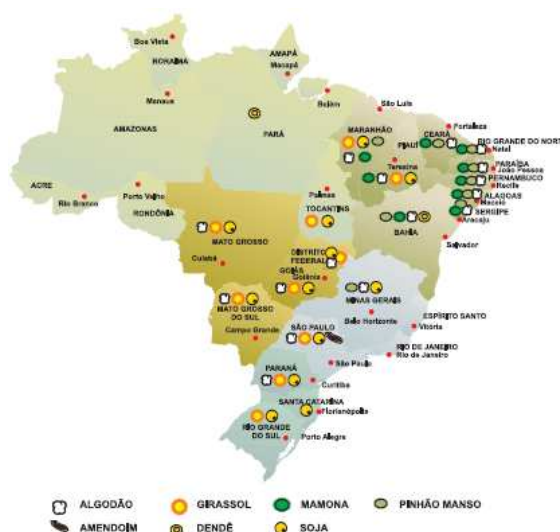 Boa Vista
RORAIMA
AMAPÁ
Macapá
Manaus
Belém
São Luis
AMAZONAS
PARÁ
MARANHÃO
CEARÁ
Fortaleza
RIO GRANDE DO NORT
Natal
PIAUÍ
Teresina
PARAÍBA
João Pessoa
PERNAMBUCO
Recife
ALAGOAS
Maceió
SERGIPE
Aracaju
ACRE
Rio Branco
Porto Velho
RONDÔNIA
Palmas
TOCANTINS
BAHIA
Salvador
MATO GROSSO
Cuiabá
DISTRITO
FEDERAL
GOIÁS
Goiânia
MINAS GERAIS
Belo Horizonte
ESPÍRITO SANTO
Vitória
MATO GROSSO
DO SUL
Campo Grande
SÃO PAULO
São Paulo
RIO DE JANEIRO
Rio de Janeiro
PARANÁ
Curitiba
SANTA CATARINA
Florianópolis
RIO GRANDE
DO SUL
Porto Alegre
ALGODÃO GIRASSOL MAMONA PINHÃO MANSO
AMENDOIM DENDÊ SOJA